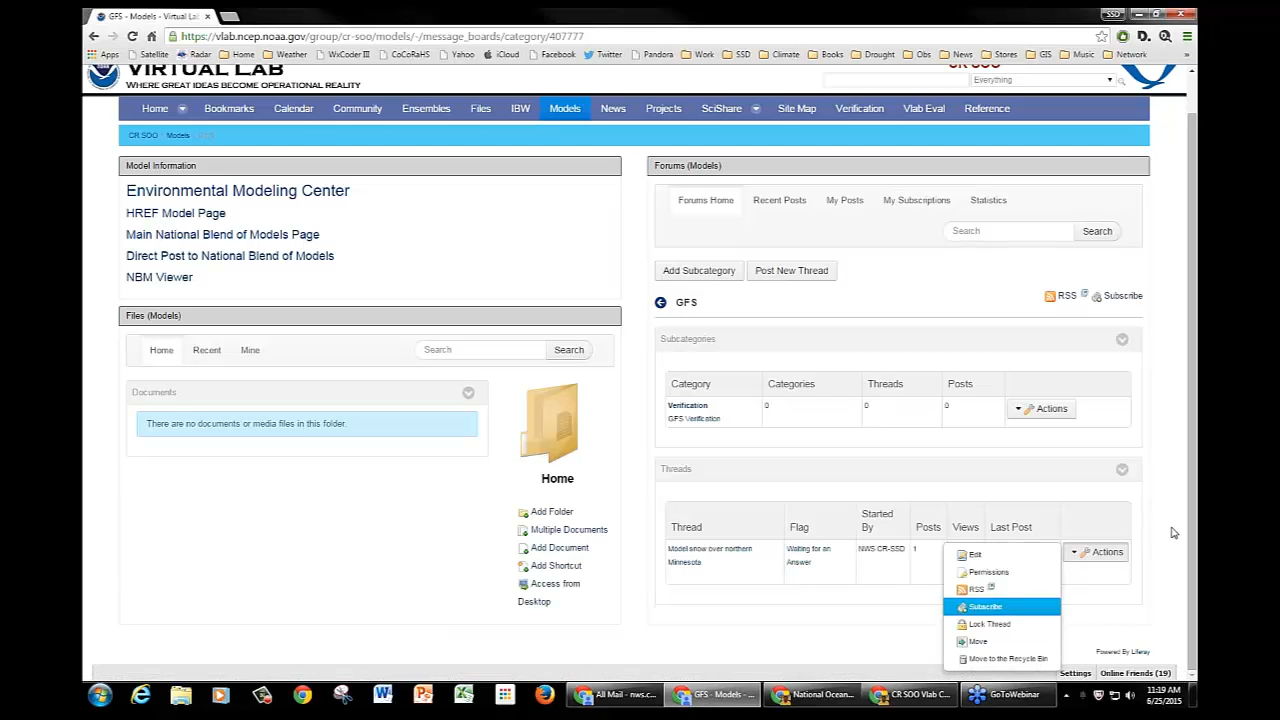 GFS - Models - Virtual La
SSD
https://vlab.ncep.noaa.gov/group/cr-soo/models/-/message_boards/category/407777
Apps Satellite Radar Home Weather WxCoder III CoCoRaHS Yahoo iCloud Facebook Twitter Pandora Work SSD Climate Books Drought Obs News Stores GIS Music Network
VIRTUAL LAB
WHERE GREAT IDEAS BECOME OPERATIONAL REALITY
CR SOO
Everything
Home Bookmarks Calendar Community Ensembles Files IBW Models News Projects SciShare Site Map Verification Vlab Eval Reference
CR SOO Models
Model Information
Environmental Modeling Center
HREF Model Page
Main National Blend of Models Page
Direct Post to National Blend of Models
NBM Viewer
Files (Models)
Home Recent Mine Search Search
Documents
There are no documents or media files in this folder.
Home
Add Folder
Multiple Documents
Add Document
Add Shortcut
Access from
Desktop
Forums (Models)
Forums Home Recent Posts My Posts My Subscriptions Statistics
Search Search
Add Subcategory Post New Thread
GFS RSS Subscribe
Subcategories
Category Categories Threads Posts
Verification 0 0 0 Actions
GFS Verification
Threads
Thread Flag Started By Posts Views Last Post
Model snow over northern Minnesota Waiting for an Answer NWS CR-SSD 1 Actions
Edit
Permissions
RSS
Subscribe
Lock Thread
Move
Move to the Recycle Bin
Powered By Liferay
Settings Online Friends (19)
All Mail - nws.c... GFS - Models - ... National Ocean... CR SOO Vlab C... GoToWebinar
11:19 AM
6/25/2015